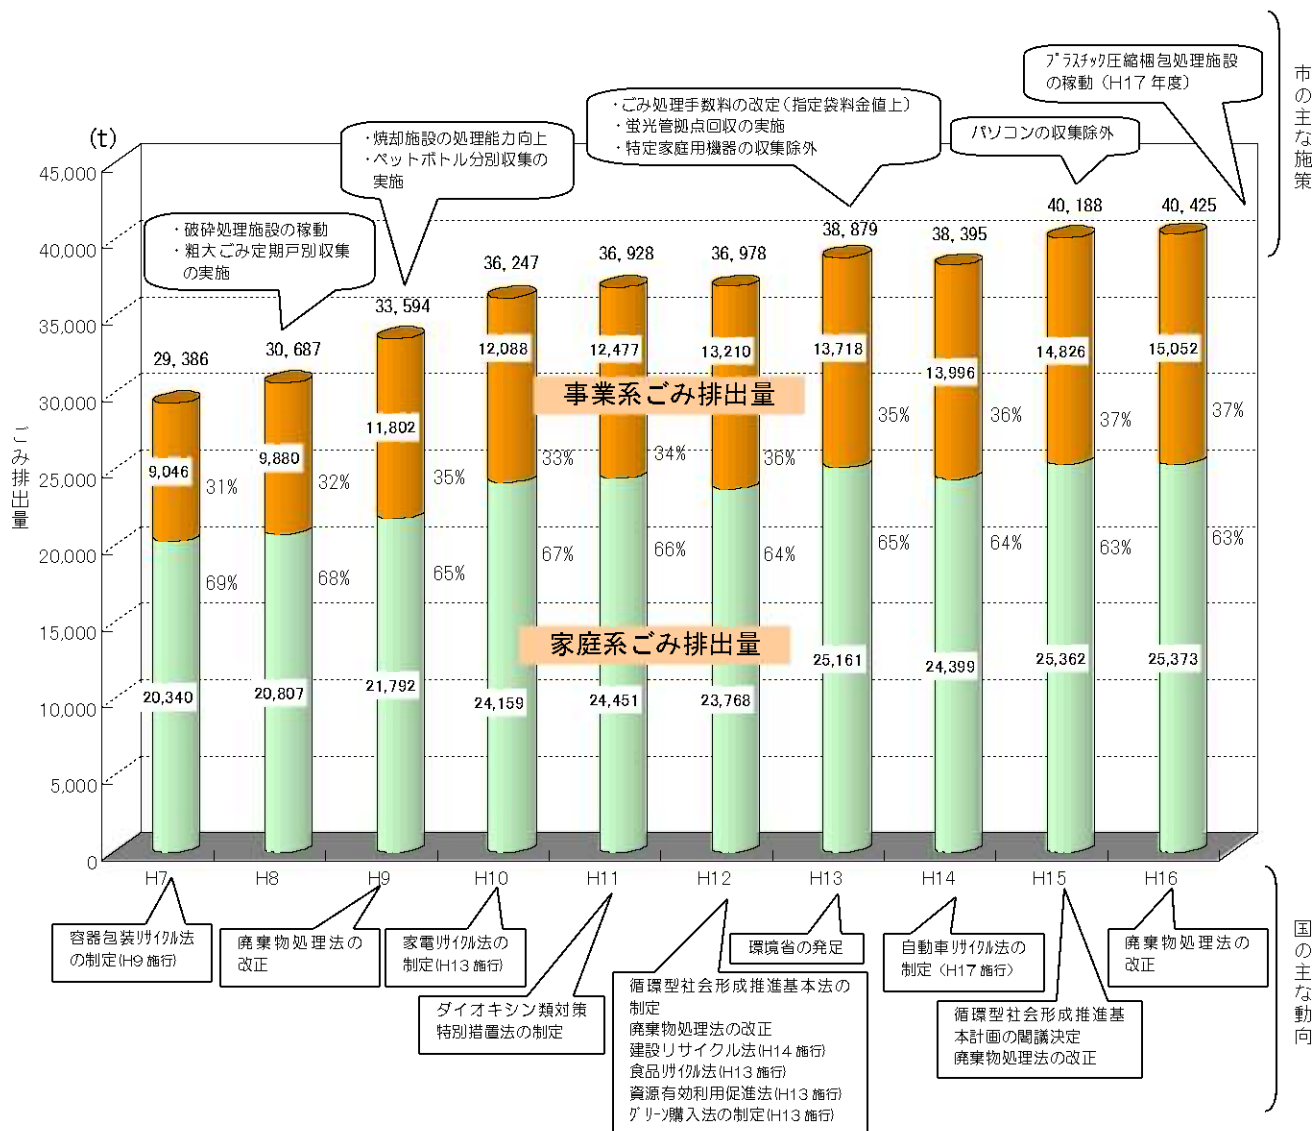 プラスチック圧縮梱包処理施設
の稼動（H17年度）
市の主な施策
・ごみ処理手数料の改定（指定袋料金値上）
・蛍光管拠点回収の実施
・特定家庭用機器の収集除外
パソコンの収集除外
・焼却施設の処理能力向上
・ペットボトル分別収集の
実施
・破砕処理施設の稼動
・粗大ごみ定期戸別収集
の実施
(t)
45,000
40,000
35,000
30,000
25,000
20,000
15,000
10,000
5,000
0
ごみ排出量
29,386
30,687
33,594
36,247
36,928
36,978
38,879
38,395
40,188
40,425
9,046
9,880
11,802
12,088
12,477
13,210
13,718
13,996
14,826
15,052
事業系ごみ排出量
31%
32%
35%
33%
34%
36%
35%
36%
37%
37%
69%
68%
65%
67%
66%
64%
65%
64%
63%
63%
家庭系ごみ排出量
20,340
20,807
21,792
24,159
24,451
23,768
25,161
24,399
25,362
25,373
H7
H8
H9
H10
H11
H12
H13
H14
H15
H16
容器包装リサイクル法
の制定(H9施行)
廃棄物処理法の
改正
家電リサイクル法の
制定(H13施行)
ダイオキシン類対策
特別措置法の制定
循環型社会形成推進基本法の
制定
廃棄物処理法の改正
建設リサイクル法(H14施行)
食品リサイクル法(H13施行)
資源有効利用促進法(H13施行)
グリーン購入法の制定(H13施行)
環境省の発足
自動車リサイクル法の
制定（H17施行）
循環型社会形成推進基
本計画の閣議決定
廃棄物処理法の改正
廃棄物処理法の
改正
国の主な動向